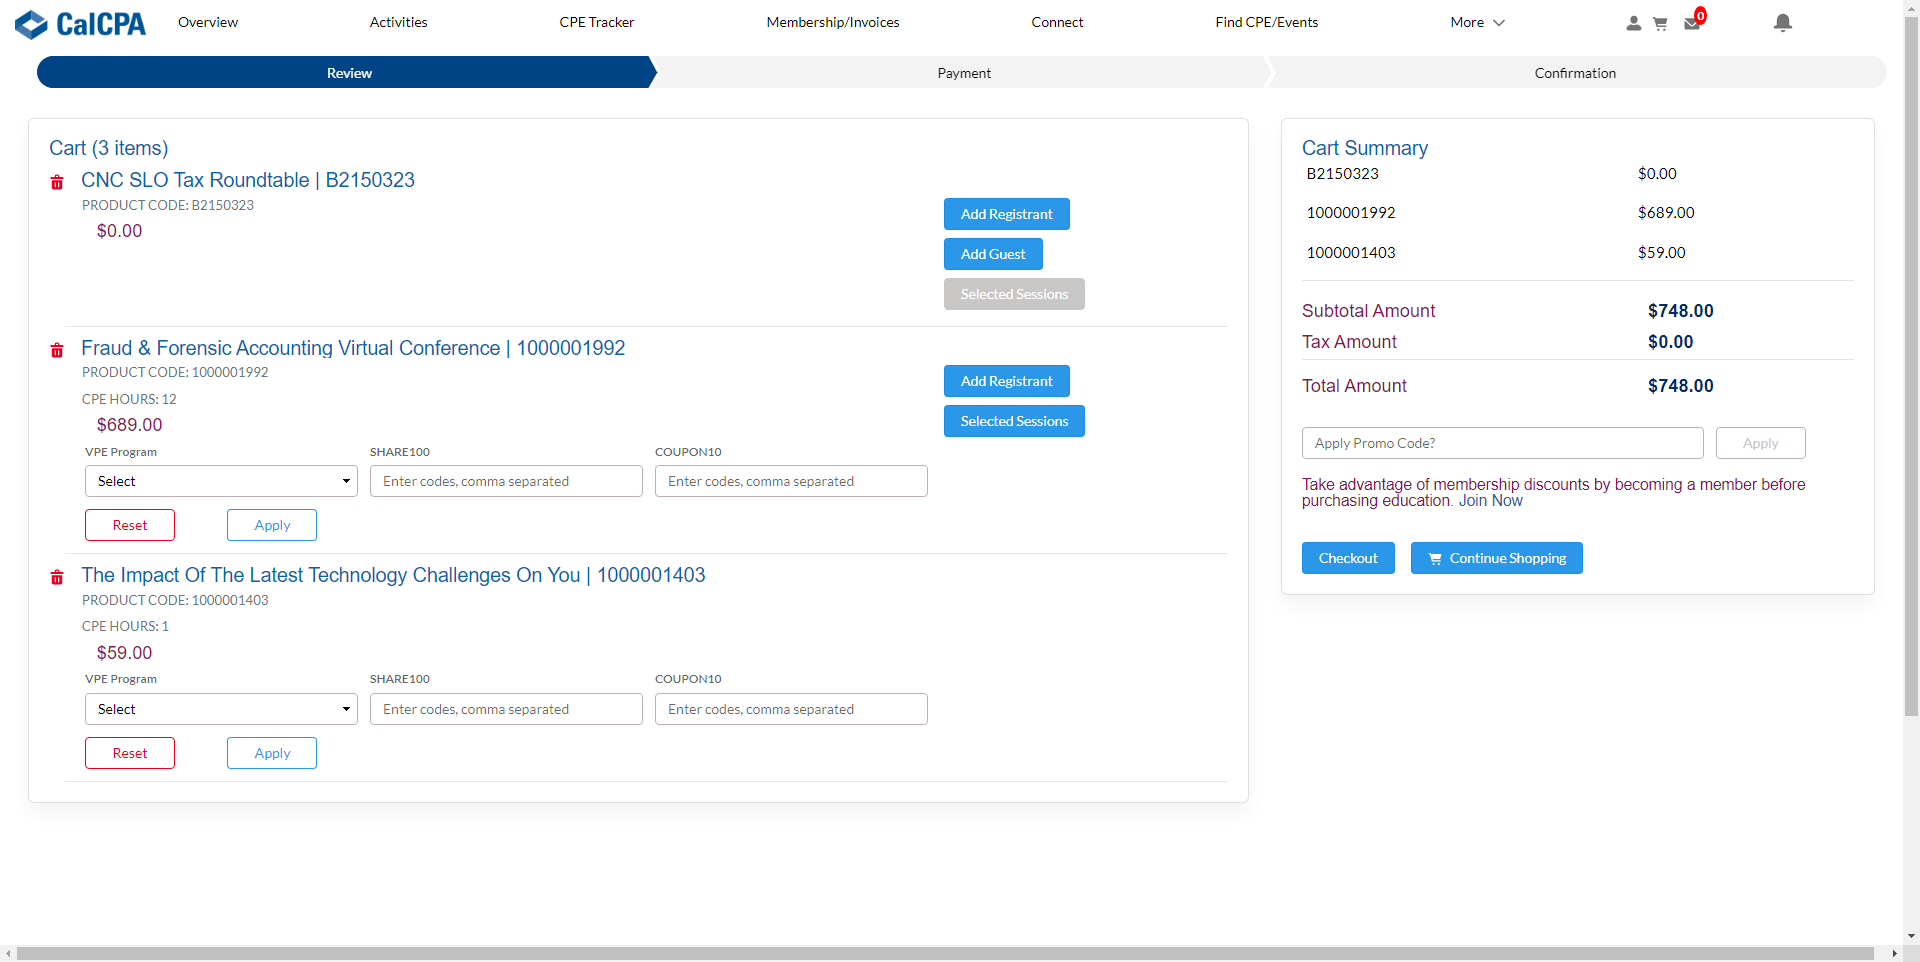 CalCPA
Overview
Activities
CPE Tracker
Membership/Invoices
Connect
Find CPE/Events
More
0
Review
Payment
Confirmation
Cart (3 items)
CNC SLO Tax Roundtable | B2150323
PRODUCT CODE: B2150323
$0.00
Add Registrant
Add Guest
Selected Sessions
Fraud & Forensic Accounting Virtual Conference | 1000001992
PRODUCT CODE: 1000001992
CPE HOURS: 12
$689.00
Add Registrant
Selected Sessions
VPE Program
SHARE100
COUPON10
Select
Enter codes, comma separated
Enter codes, comma separated
Reset
Apply
The Impact Of The Latest Technology Challenges On You | 1000001403
PRODUCT CODE: 1000001403
CPE HOURS: 1
$59.00
VPE Program
SHARE100
COUPON10
Select
Enter codes, comma separated
Enter codes, comma separated
Reset
Apply
Cart Summary
B2150323 $0.00
1000001992 $689.00
1000001403 $59.00
Subtotal Amount $748.00
Tax Amount $0.00
Total Amount $748.00
Apply Promo Code?
Apply
Take advantage of membership discounts by becoming a member before
purchasing education. Join Now
Checkout
Continue Shopping